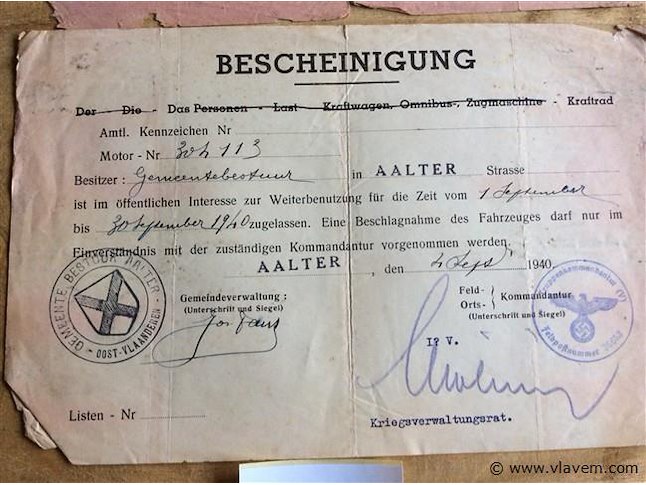 BESCHEINIGUNG
Der - Die - Das Personen - Last - Kraftwagen, Omnibus-, Zugmaschine - Kraftrad
Amtl. Kennzeichen Nr
Motor - Nr 30h 113
Besitzer : Gemeentebestuur in AALTER Strasse
ist im öffentlichen Interesse zur Weiterbenutzung für die Zeit vom 1 September
bis 30 September 1940 zugelassen. Eine Beschlagnahme des Fahrzeuges darf nur im
Einverständnis mit der zuständigen Kommandantur vorgenommen werden.
AALTER , den 4 Sept 1940.
GEMEENTE BESTUUR AALTER - OOST-VLAANDEREN
Gemeindeverwaltung :
(Unterschrift und Siegel)
Feld- Orts- Kommandantur
(Unterschrift und Siegel)
Feldpostnummer
I. V.
Kriegsverwaltungsrat.
Listen - Nr
© www.vlavem.com